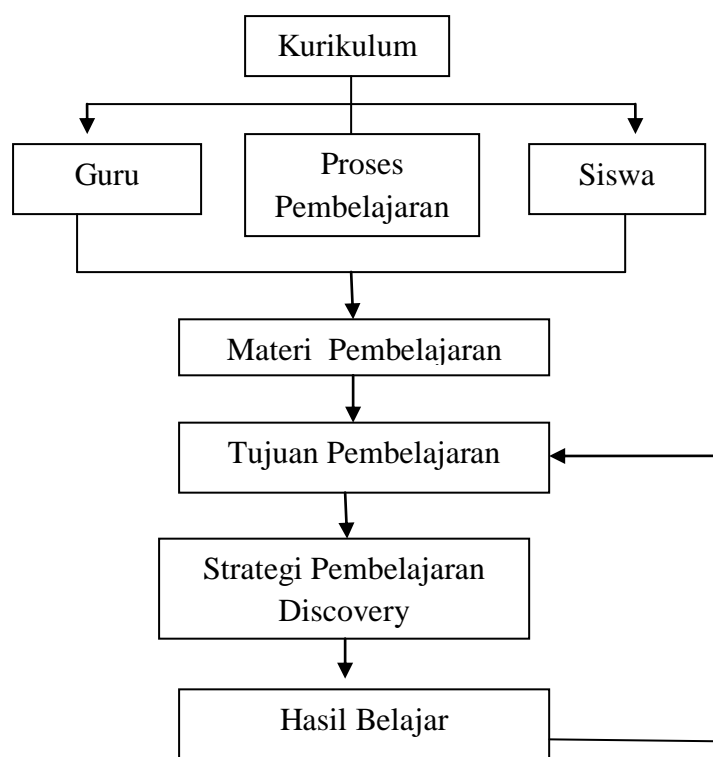 Kurikulum
Guru
Proses
Pembelajaran
Siswa
Materi  Pembelajaran
Tujuan Pembelajaran
Strategi Pembelajaran
Discovery
Hasil Belajar